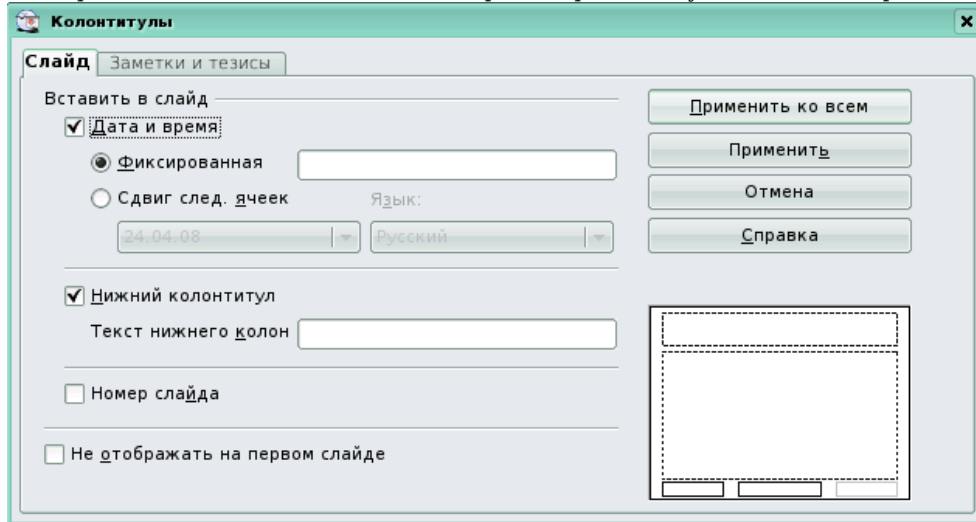 Колонтитулы
Слайд
Заметки и тезисы
Вставить в слайд
Дата и время
Фиксированная
Сдвиг след. ячеек
Язык:
24.04.08
Русский
Нижний колонтитул
Текст нижнего колон
Номер слайда
Не отображать на первом слайде
Применить ко всем
Применить
Отмена
Справка